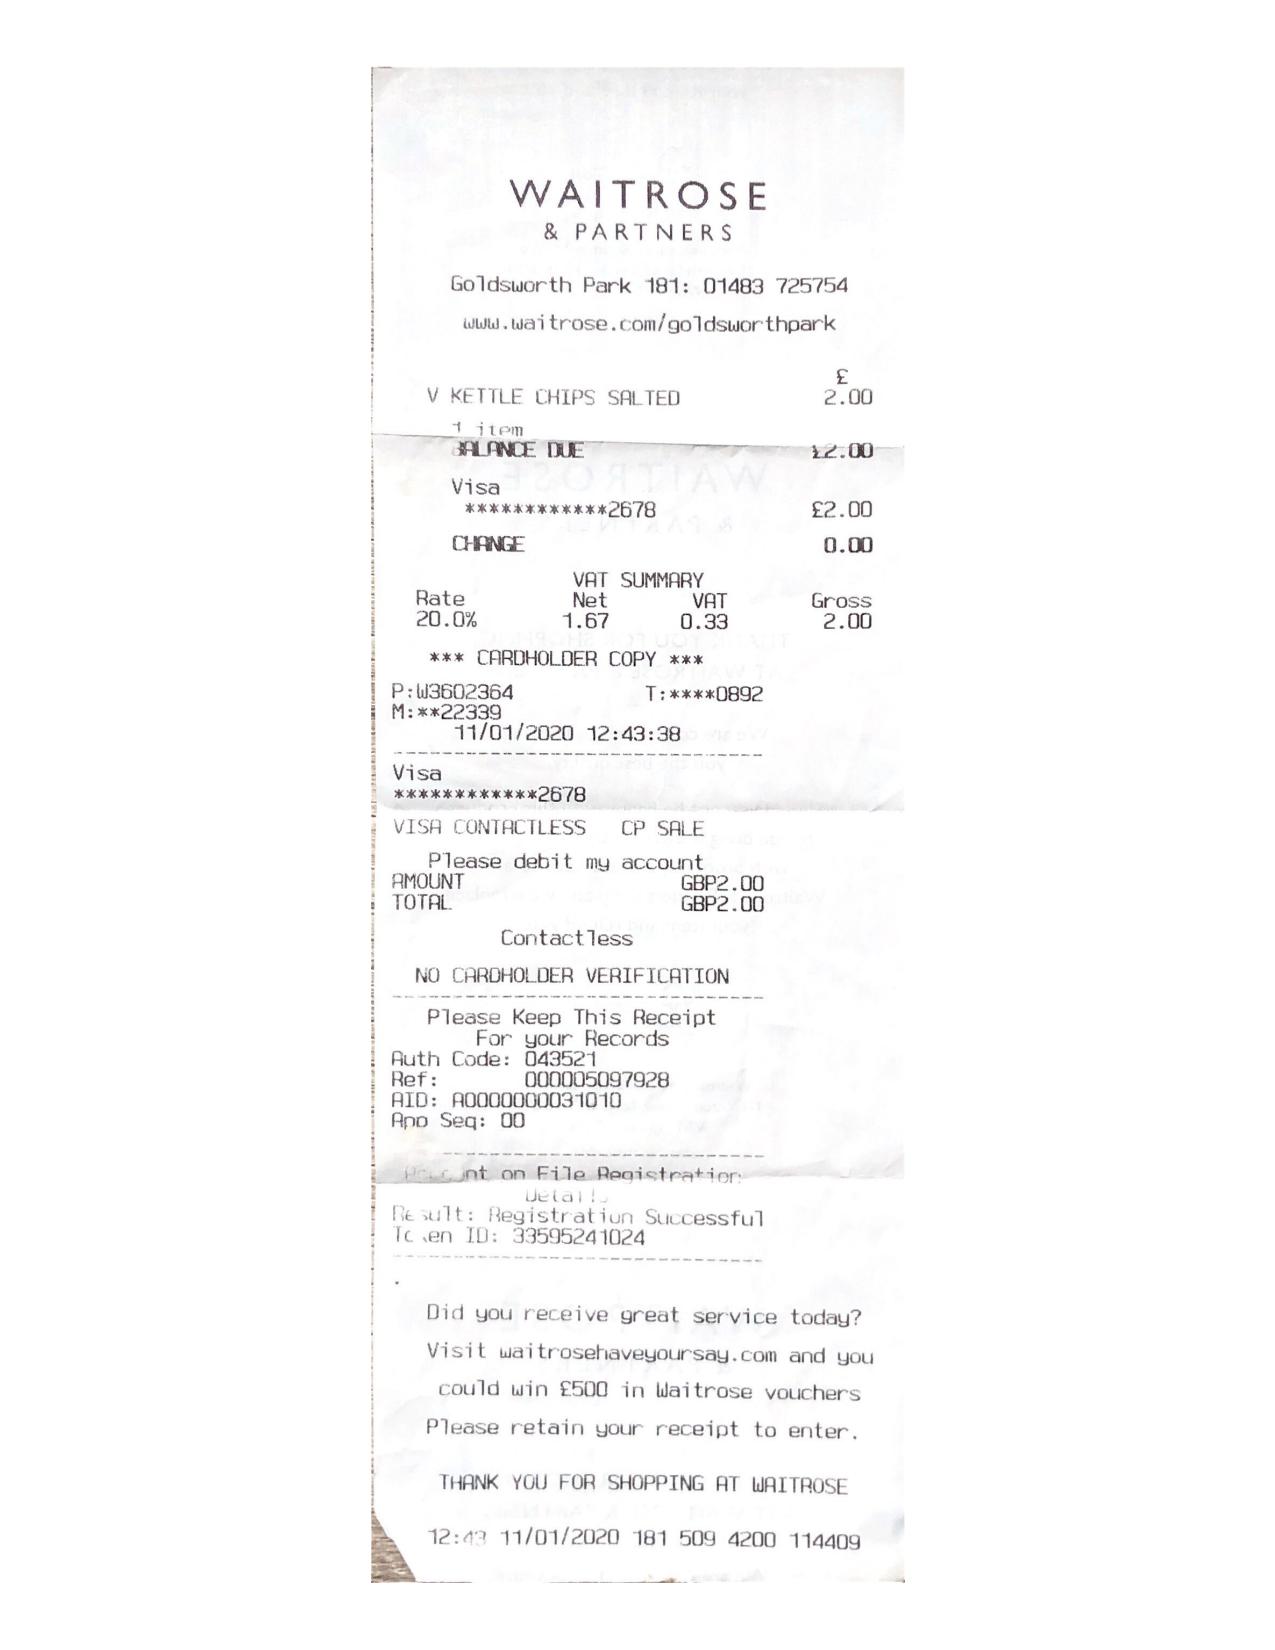 WAITROSE
& PARTNERS
Goldsworth Park 181: 01483 725754
www.waitrose.com/goldsworthpark
£
V KETTLE CHIPS SALTED 2.00
1 item
BALANCE DUE £2.00
Visa
************2678 £2.00
CHANGE 0.00
VAT SUMMARY
Rate Net VAT Gross
20.0% 1.67 0.33 2.00
*** CARDHOLDER COPY ***
P:W3602364 T:****0892
M:**22339
11/01/2020 12:43:38
Visa
************2678
VISA CONTACTLESS CP SALE
Please debit my account
AMOUNT GBP2.00
TOTAL GBP2.00
Contactless
NO CARDHOLDER VERIFICATION
Please Keep This Receipt
For your Records
Auth Code: 043521
Ref: 000005097928
AID: A0000000031010
App Seq: 00
on File Registration
Details
Result: Registration Successful
Token ID: 33595241024
Did you receive great service today?
Visit waitrosehaveyoursay.com and you
could win £500 in Waitrose vouchers
Please retain your receipt to enter.
THANK YOU FOR SHOPPING AT WAITROSE
12:43 11/01/2020 181 509 4200 114409